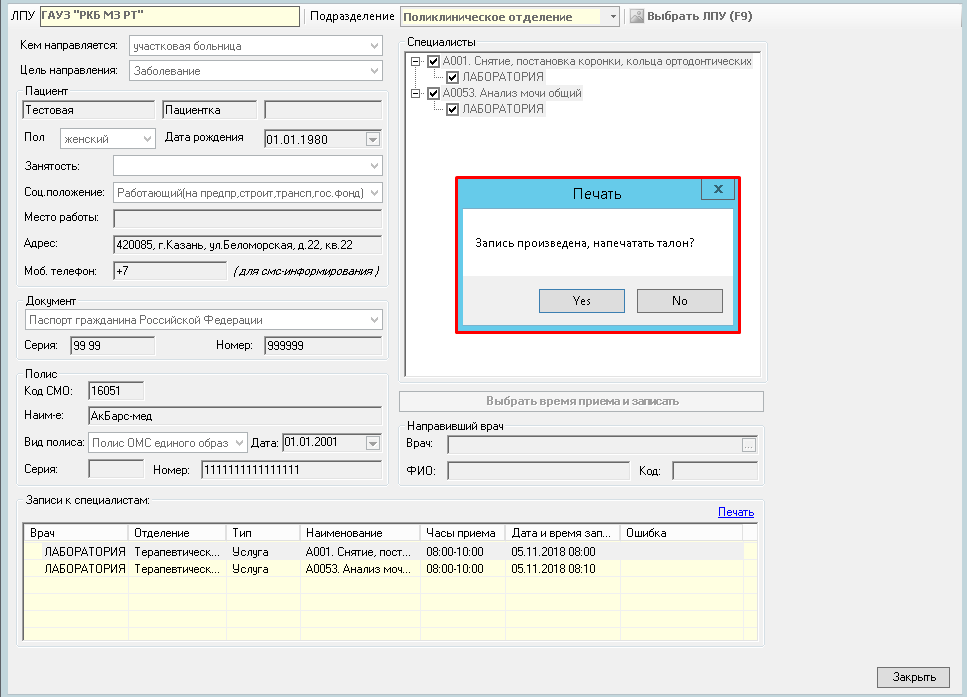 ЛПУ ГАУЗ "РКБ МЗ РТ" Подразделение Поликлиническое отделение Выбрать ЛПУ (F9)
Кем направляется: участковая больница
Цель направления: Заболевание
Пациент
Тестовая Пациентка
Пол женский Дата рождения 01.01.1980
Занятость:
Соц.положение: Работающий(на предпр,строит,трансп,гос.фонд)
Место работы:
Адрес: 420085, г.Казань, ул.Беломорская, д.22, кв.22
Моб. телефон: +7 ( для смс-информирования )
Документ
Паспорт гражданина Российской Федерации
Серия: 99 99 Номер: 999999
Полис
Код СМО: 16051
Наим-е: АкБарс-мед
Вид полиса: Полис ОМС единого образ Дата: 01.01.2001
Серия: Номер: 1111111111111111
Специалисты
A001. Снятие, постановка коронки, кольца ортодонтических
ЛАБОРАТОРИЯ
A0053. Анализ мочи общий
ЛАБОРАТОРИЯ
Печать x
Запись произведена, напечатать талон?
Yes No
Выбрать время приема и записать
Направивший врач
Врач: ...
ФИО: Код:
Записи к специалистам:
Печать
Врач Отделение Тип Наименование Часы приема Дата и время зап... Ошибка
ЛАБОРАТОРИЯ Терапевтическ... Услуга A001. Снятие, пост... 08:00-10:00 05.11.2018 08:00
ЛАБОРАТОРИЯ Терапевтическ... Услуга A0053. Анализ моч... 08:00-10:00 05.11.2018 08:10
Закрыть